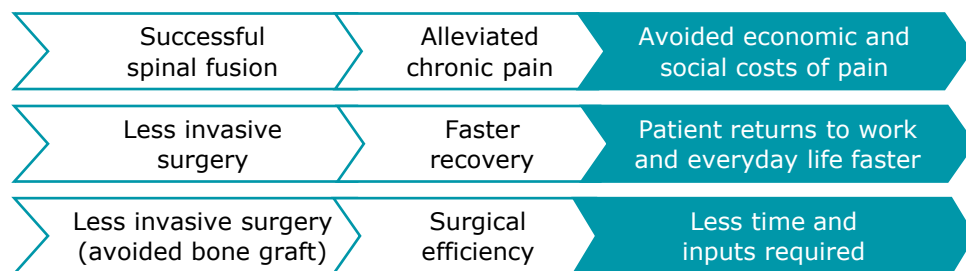 Successful
spinal fusion
Alleviated
chronic pain
Avoided economic and
social costs of pain
Less invasive
surgery
Faster
recovery
Patient returns to work
and everyday life faster
Less invasive surgery
(avoided bone graft)
Surgical
efficiency
Less time and
inputs required